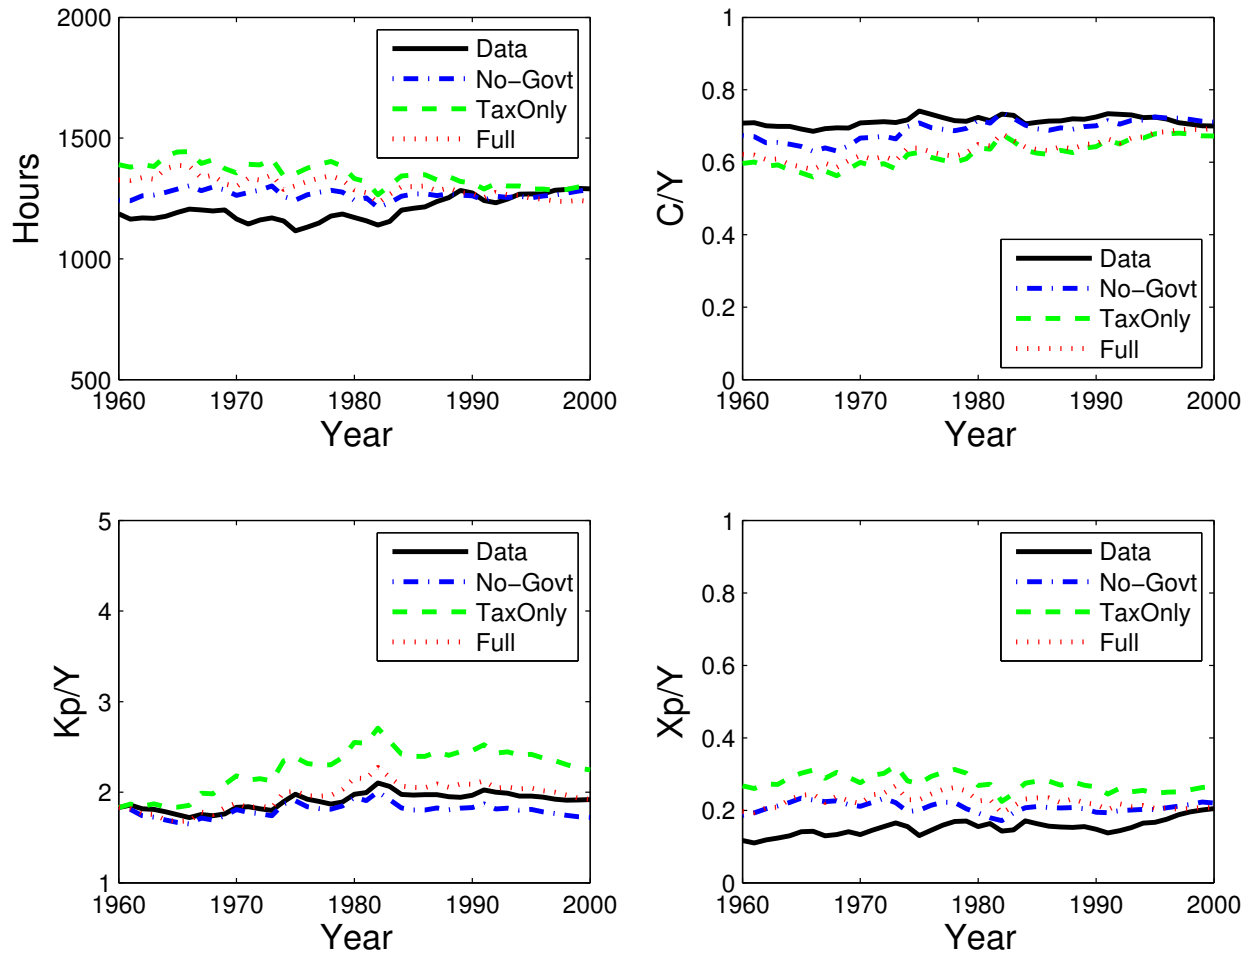 2000
1500
1000
500
Hours
Data
No-Govt
TaxOnly
Full
1960 1970 1980 1990 2000
Year
1
0.8
0.6
0.4
0.2
0
C/Y
Data
No-Govt
TaxOnly
Full
1960 1970 1980 1990 2000
Year
5
4
3
2
1
Kp/Y
Data
No-Govt
TaxOnly
Full
1960 1970 1980 1990 2000
Year
1
0.8
0.6
0.4
0.2
0
Xp/Y
Data
No-Govt
TaxOnly
Full
1960 1970 1980 1990 2000
Year